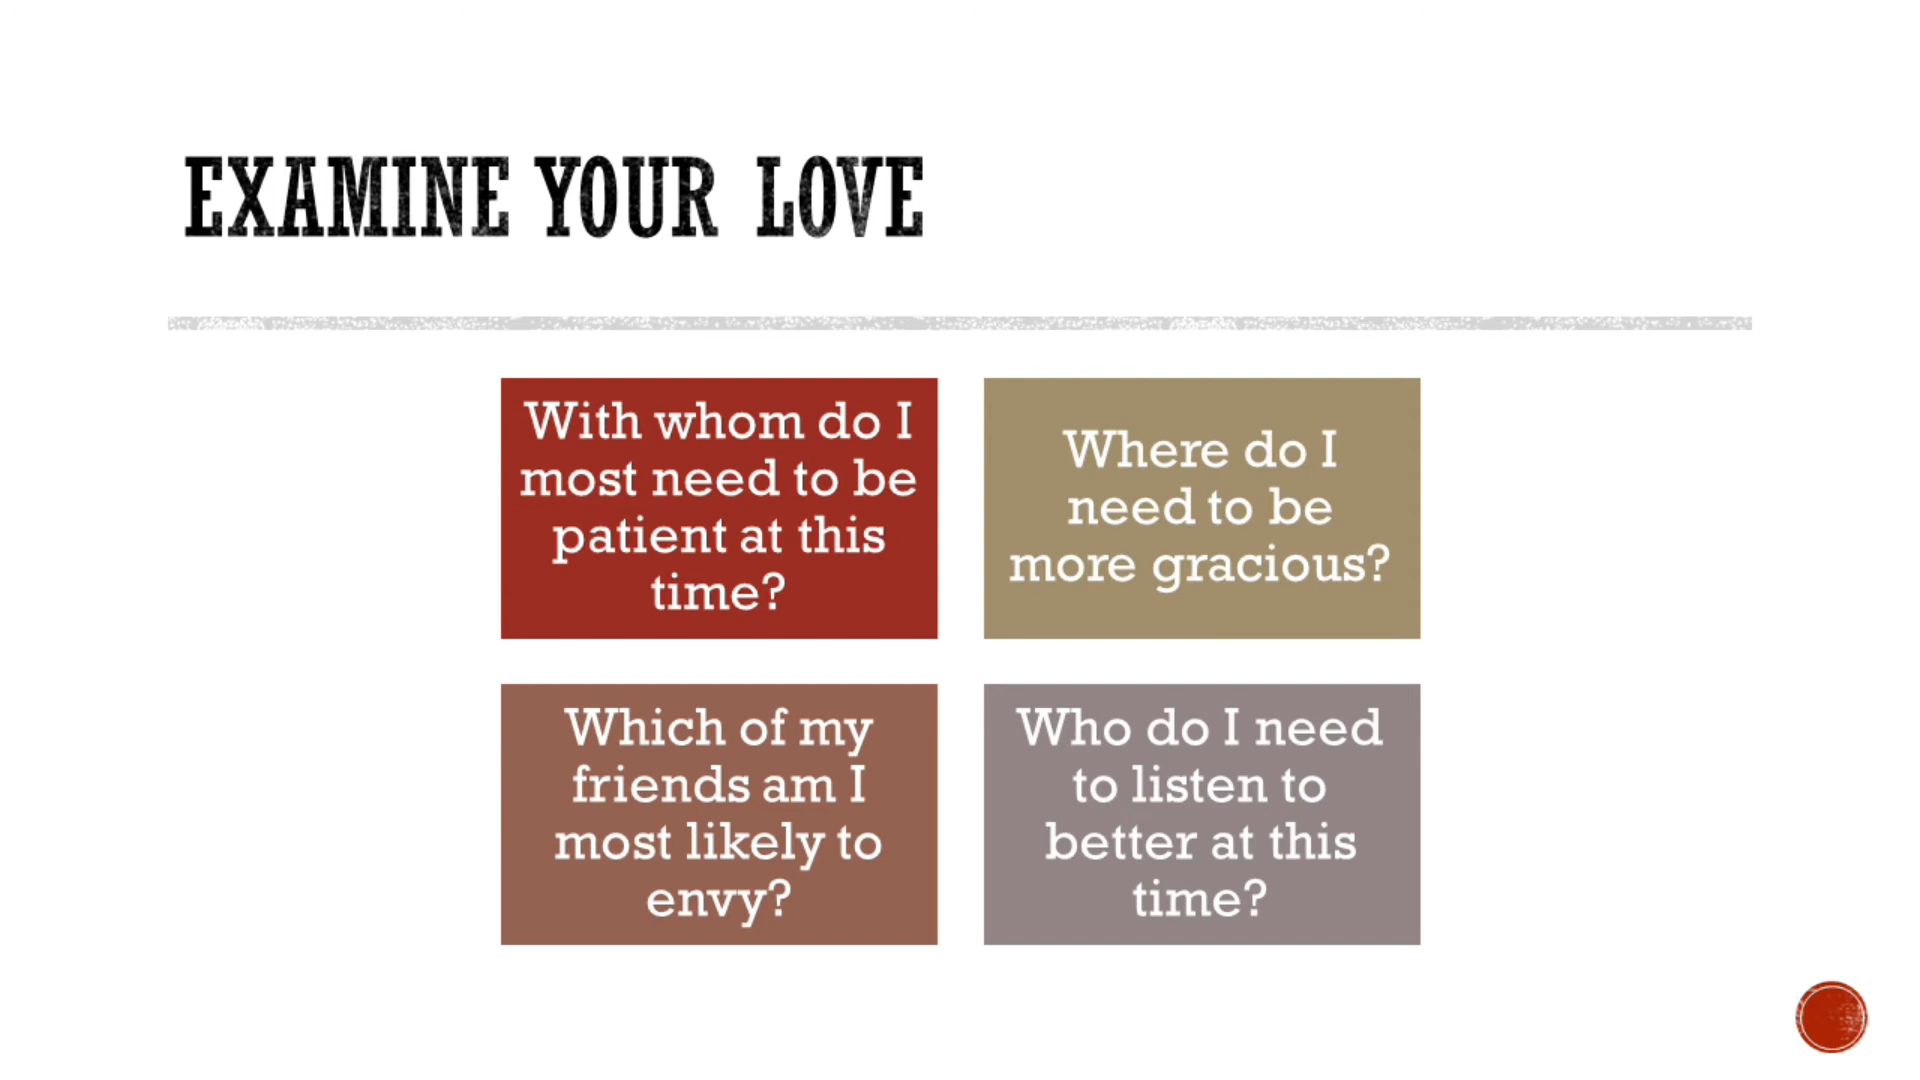 EXAMINE YOUR LOVE
With whom do I
most need to be
patient at this
time?
Where do I
need to be
more gracious?
Which of my
friends am I
most likely to
envy?
Who do I need
to listen to
better at this
time?